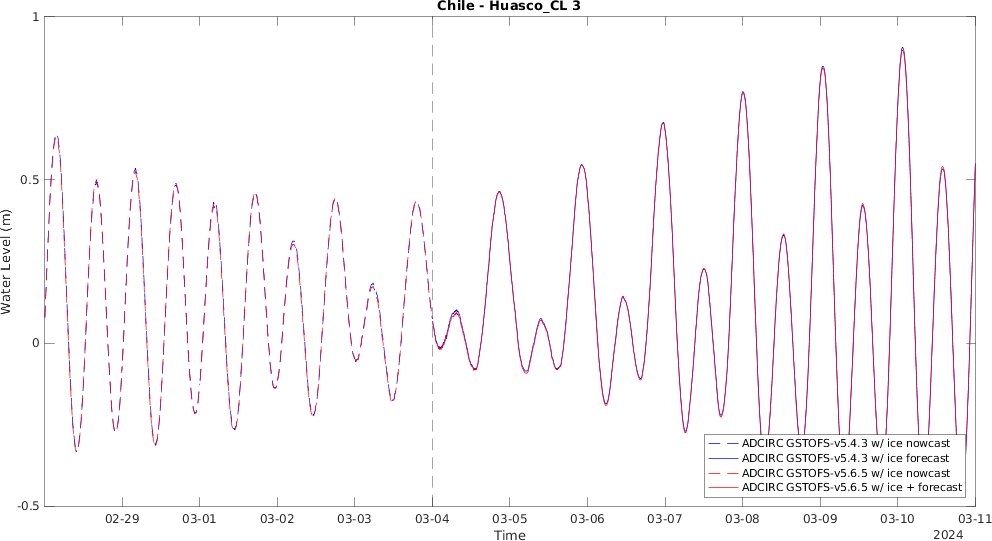 Chile - Huasco_CL 3
Water Level (m)
1
0.5
0
-0.5
02-29 03-01 03-02 03-03 03-04 03-05 03-06 03-07 03-08 03-09 03-10 03-11
Time
2024
ADCIRC GSTOFS-v5.4.3 w/ ice nowcast
ADCIRC GSTOFS-v5.4.3 w/ ice forecast
ADCIRC GSTOFS-v5.6.5 w/ ice nowcast
ADCIRC GSTOFS-v5.6.5 w/ ice + forecast